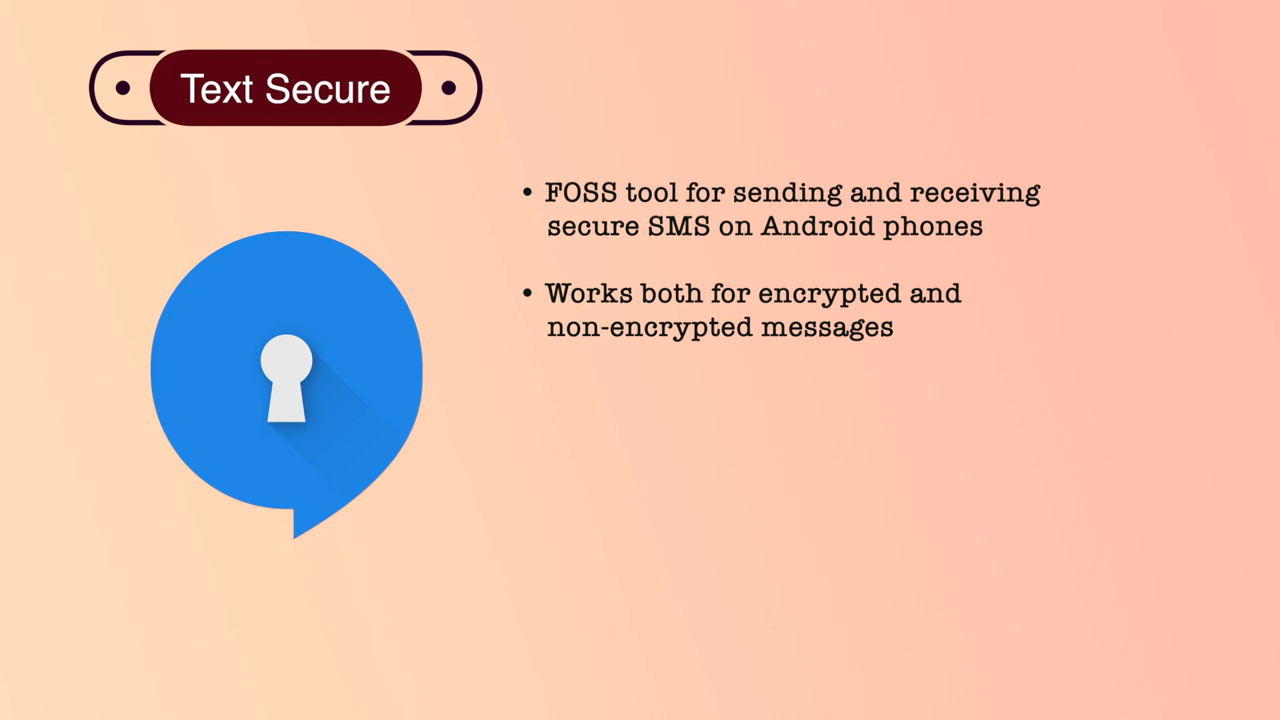 Text Secure
• FOSS tool for sending and receiving
secure SMS on Android phones
• Works both for encrypted and
non-encrypted messages